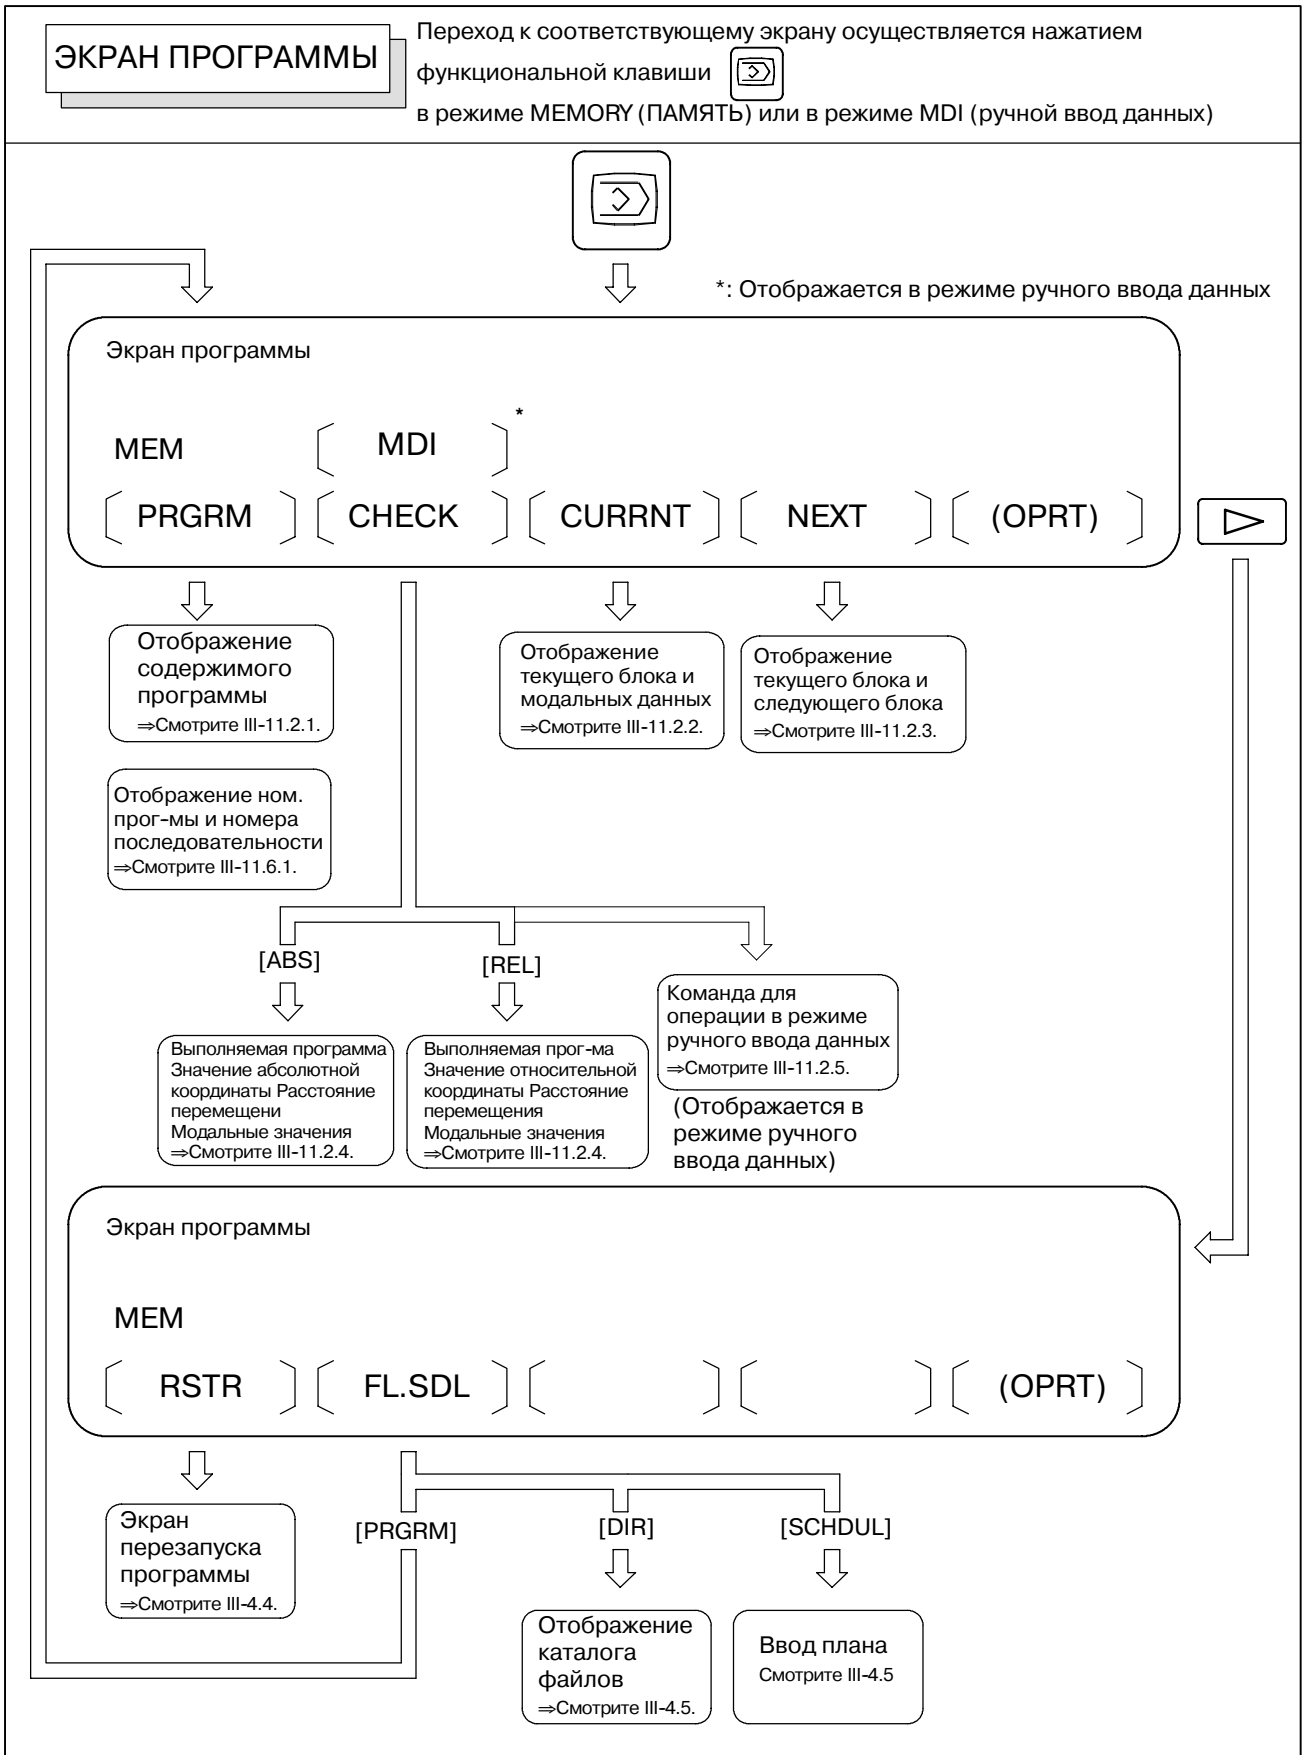 ЭКРАН ПРОГРАММЫ
Переход к соответствующему экрану осуществляется нажатием
функциональной клавиши
в режиме MEMORY (ПАМЯТЬ) или в режиме MDI (ручной ввод данных)
*: Отображается в режиме ручного ввода данных
Экран программы
MEM
MDI
*
PRGRM
CHECK
CURRNT
NEXT
(OPRT)
Отображение
содержимого
программы
⇒Смотрите III-11.2.1.
Отображение
текущего блока и
модальных данных
⇒Смотрите III-11.2.2.
Отображение
текущего блока и
следующего блока
⇒Смотрите III-11.2.3.
Отображение ном.
прог-мы и номера
последовательности
⇒Смотрите III-11.6.1.
[ABS]
[REL]
Выполняемая программа
Значение абсолютной
координаты Расстояние
перемещени
Модальные значения
⇒Смотрите III-11.2.4.
Выполняемая прог-ма
Значение относительной
координаты Расстояние
перемещения
Модальные значения
⇒Смотрите III-11.2.4.
Команда для
операции в режиме
ручного ввода данных
⇒Смотрите III-11.2.5.
(Отображается в
режиме ручного
ввода данных)
Экран программы
MEM
RSTR
FL.SDL
(OPRT)
Экран
перезапуска
программы
⇒Смотрите III-4.4.
[PRGRM]
[DIR]
[SCHDUL]
Отображение
каталога
файлов
⇒Смотрите III-4.5.
Ввод плана
Смотрите III-4.5